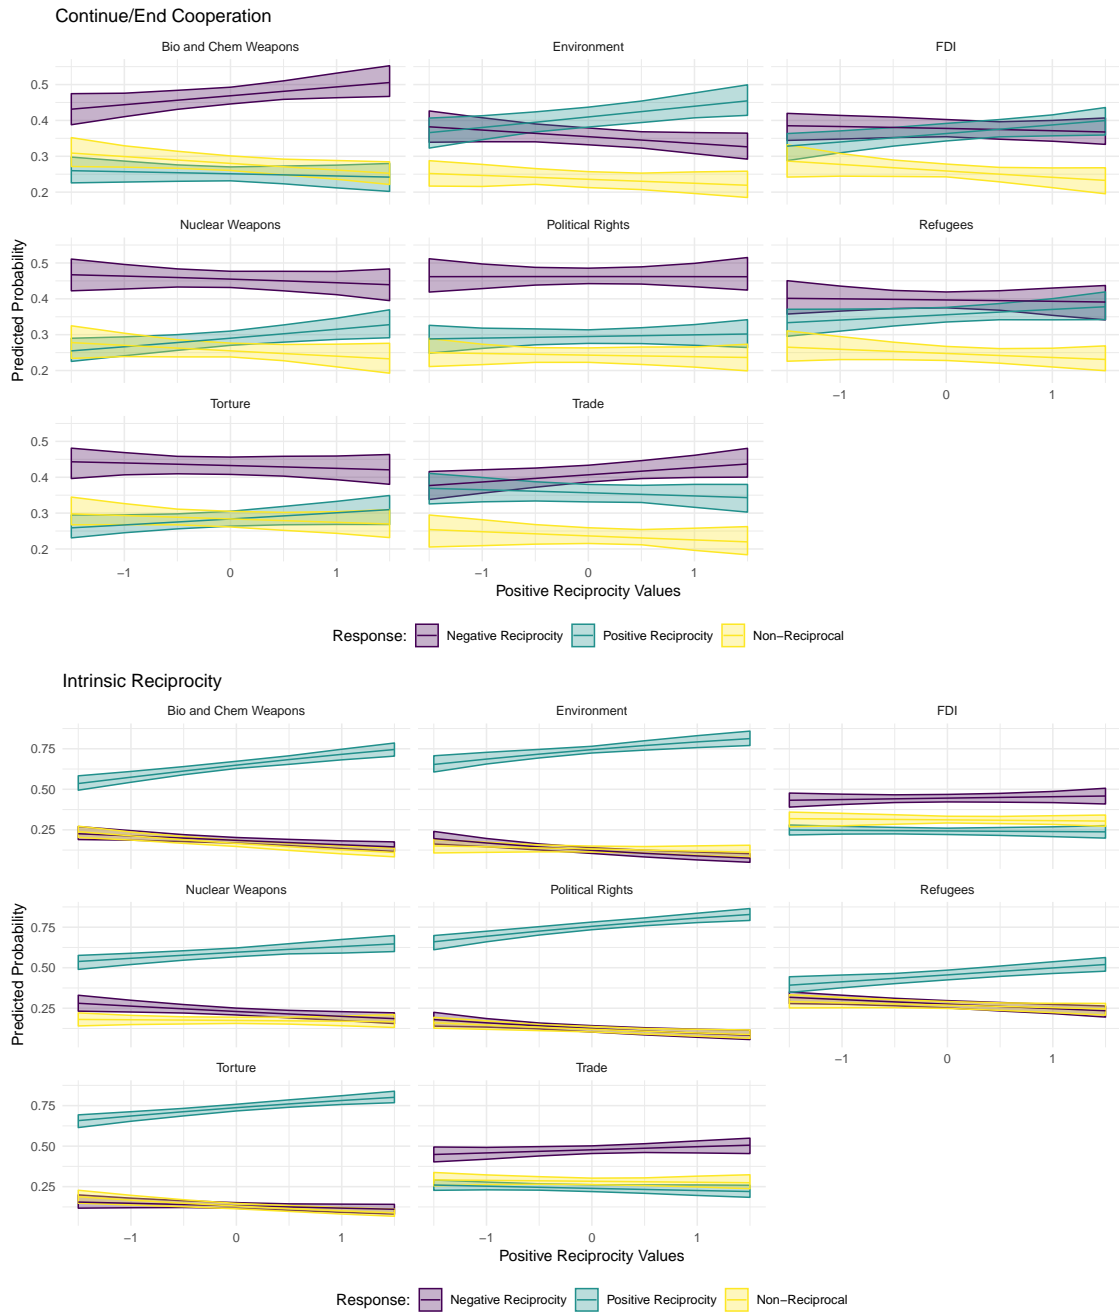 Continue/End Cooperation
Bio and Chem Weapons
Environment
FDI
0.5
0.4
0.3
0.2
Nuclear Weapons
Political Rights
Refugees
0.5
0.4
0.3
0.2
Predicted Probability
−1 0 1
Torture
Trade
0.5
0.4
0.3
0.2
−1 0 1
−1 0 1
Positive Reciprocity Values
Response: Negative Reciprocity Positive Reciprocity Non−Reciprocal
Intrinsic Reciprocity
Bio and Chem Weapons
Environment
FDI
0.75
0.50
0.25
Nuclear Weapons
Political Rights
Refugees
0.75
0.50
0.25
Predicted Probability
−1 0 1
Torture
Trade
0.75
0.50
0.25
−1 0 1
−1 0 1
Positive Reciprocity Values
Response: Negative Reciprocity Positive Reciprocity Non−Reciprocal